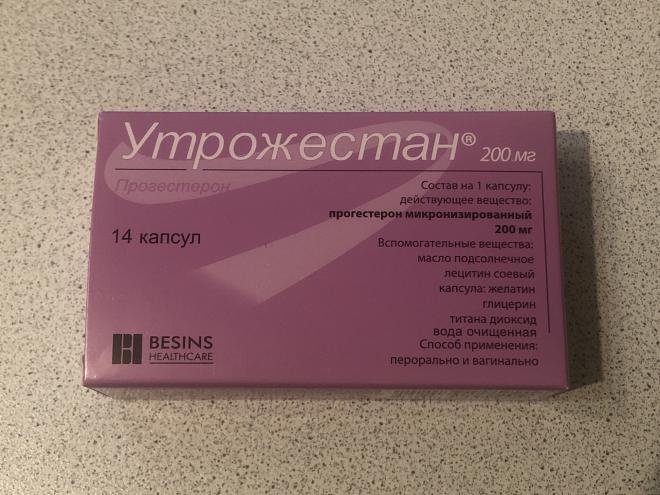 Утрожестан® 200 мг
Прогестерон
14 капсул
Состав на 1 капсулу:
действующее вещество:
прогестерон микронизированный
200 мг
Вспомогательные вещества:
масло подсолнечное
лецитин соевый
капсула: желатин
глицерин
титана диоксид
вода очищенная
Способ применения:
перорально и вагинально
BESINS
HEALTHCARE